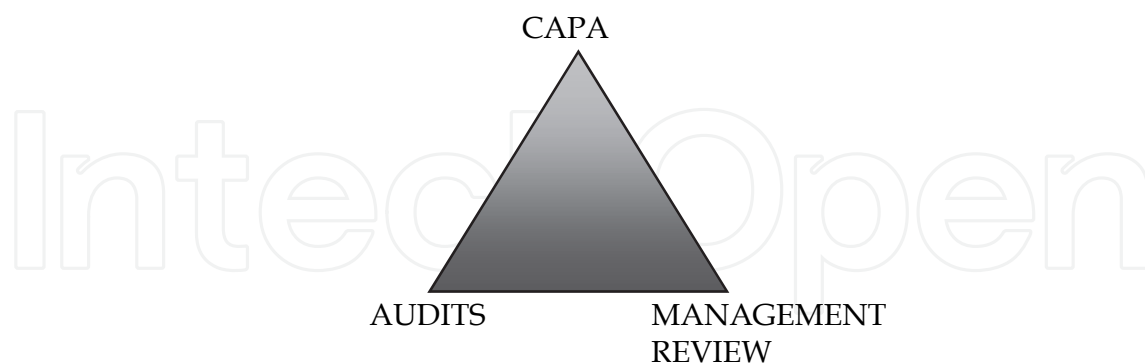 CAPA
IntechOpen
AUDITS
MANAGEMENT
REVIEW